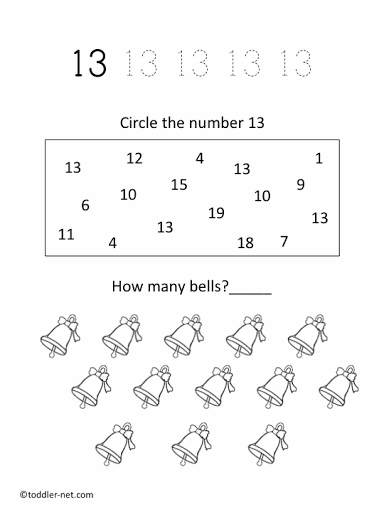 13 13 13 13 13
Circle the number 13
13 12 4 13 1
6 10 15 10 9
11 4 13 19 13
18 7
How many bells?_____
©toddler-net.com